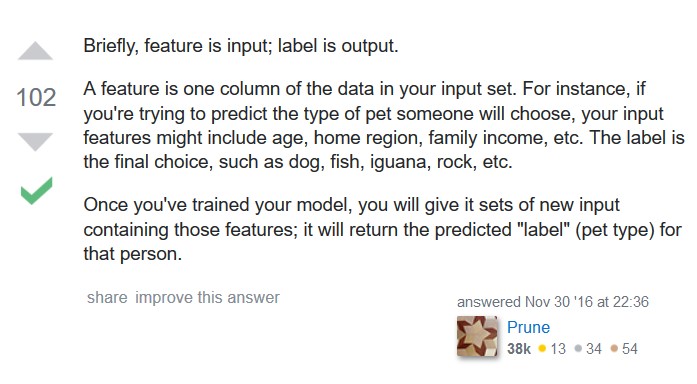 Briefly, feature is input; label is output.
102
A feature is one column of the data in your input set. For instance, if
you're trying to predict the type of pet someone will choose, your input
features might include age, home region, family income, etc. The label is
the final choice, such as dog, fish, iguana, rock, etc.
Once you've trained your model, you will give it sets of new input
containing those features; it will return the predicted "label" (pet type) for
that person.
share improve this answer
answered Nov 30 '16 at 22:36
Prune
38k 13 34 54